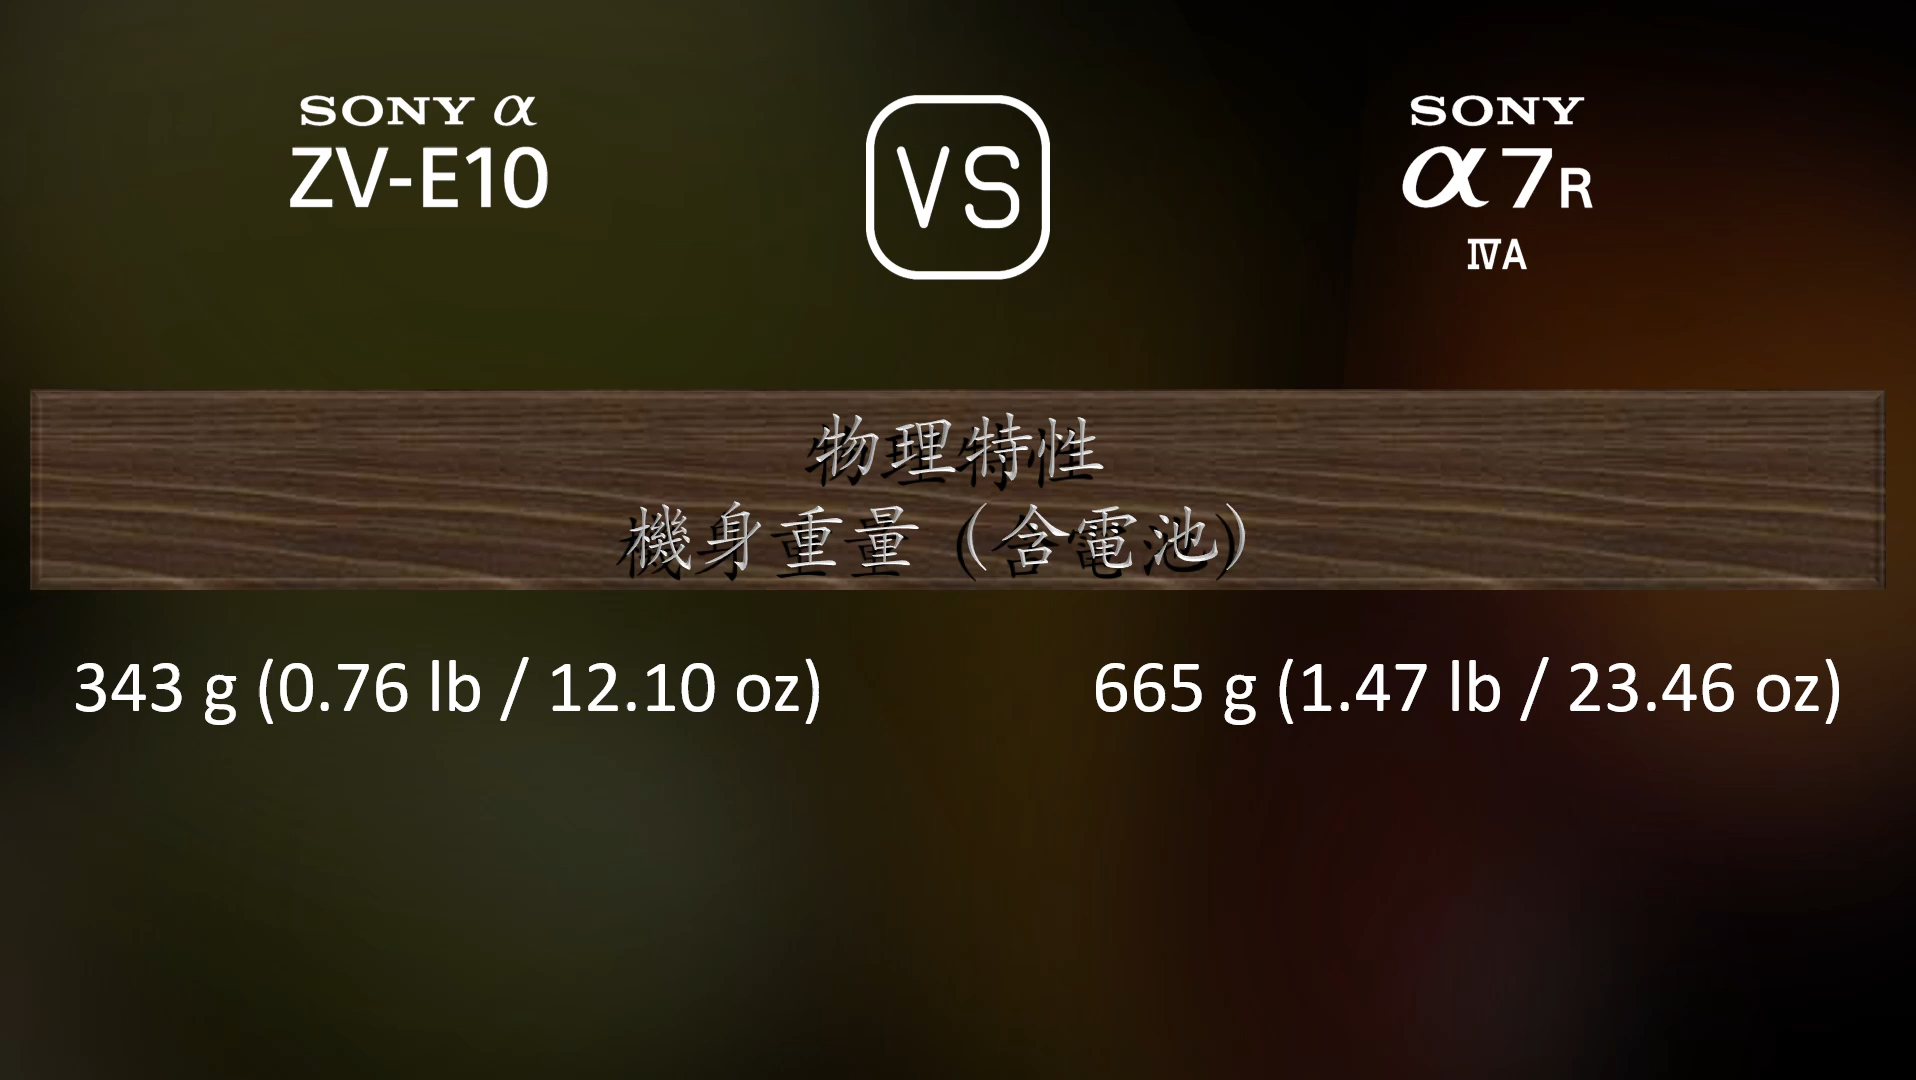 SONY α
ZV-E10
VS
SONY
α7R
IVA
物理特性
機身重量（含電池）
343 g (0.76 lb / 12.10 oz)
665 g (1.47 lb / 23.46 oz)